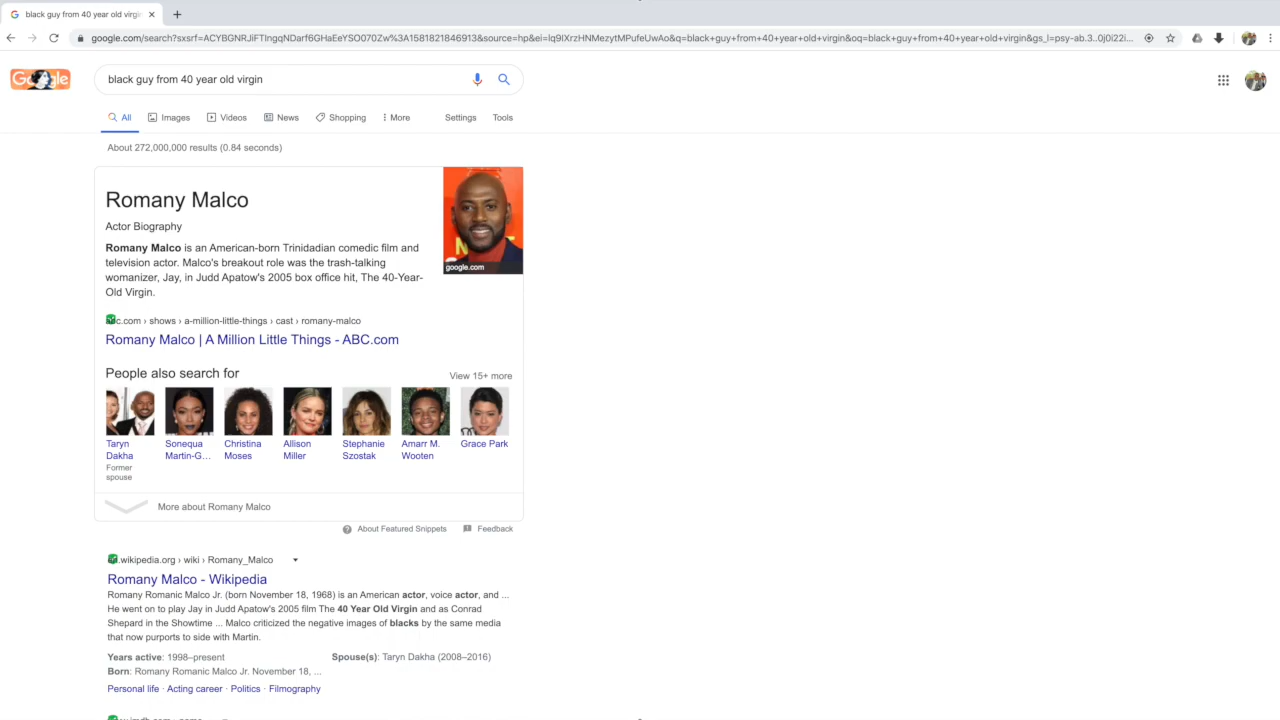 black guy from 40 year old virgin
google.com/search?sxsrf=ACYBGNRJiFTIngqNDarf6GHaEeYSO070Zw%3A1581821846913&source=hp&ei=lq9IXrzHNMezytMPufeUwAo&q=black+guy+from+40+year+old+virgin&oq=black+guy+from+40+year+old+virgin&gs_l=psy-ab.3..0j0i22i...
Google
black guy from 40 year old virgin
All Images Videos News Shopping More Settings Tools
About 272,000,000 results (0.84 seconds)
Romany Malco
Actor Biography
Romany Malco is an American-born Trinidadian comedic film and
television actor. Malco's breakout role was the trash-talking
womanizer, Jay, in Judd Apatow's 2005 box office hit, The 40-Year-
Old Virgin.
google.com
abc.com › shows › a-million-little-things › cast › romany-malco
Romany Malco | A Million Little Things - ABC.com
People also search for
View 15+ more
Taryn Dakha
Former spouse
Sonequa Martin-G…
Christina Moses
Allison Miller
Stephanie Szostak
Amarr M. Wooten
Grace Park
More about Romany Malco
About Featured Snippets Feedback
.wikipedia.org › wiki › Romany_Malco
Romany Malco - Wikipedia
Romany Romanic Malco Jr. (born November 18, 1968) is an American actor, voice actor, and ...
He went on to play Jay in Judd Apatow's 2005 film The 40 Year Old Virgin and as Conrad
Shepard in the Showtime ... Malco criticized the negative images of blacks by the same media
that now purports to side with Martin.
Years active: 1998–present Spouse(s): Taryn Dakha (2008–2016)
Born: Romany Romanic Malco Jr. November 18, ...
Personal life · Acting career · Politics · Filmography